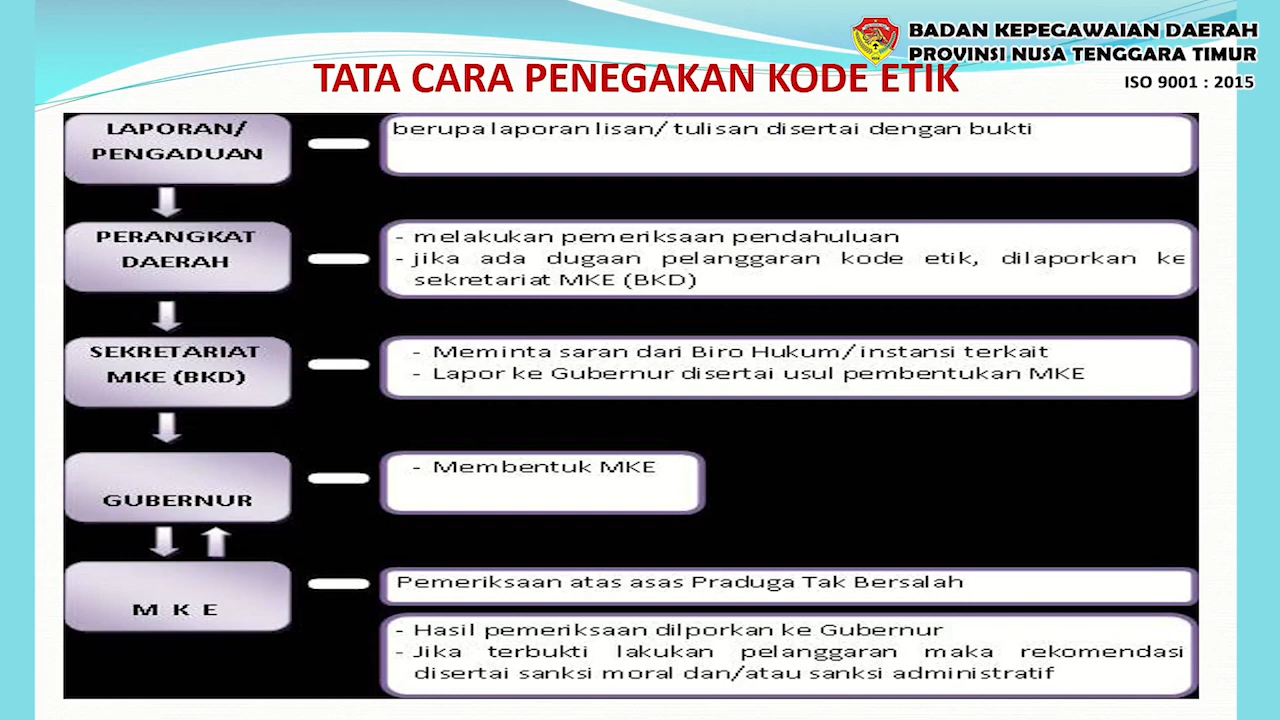 BADAN KEPEGAWAIAN DAERAH
PROVINSI NUSA TENGGARA TIMUR
ISO 9001 : 2015
TATA CARA PENEGAKAN KODE ETIK
LAPORAN/
PENGADUAN
berupa laporan lisan/ tulisan disertai dengan bukti
PERANGKAT
DAERAH
- melakukan pemeriksaan pendahuluan
- jika ada dugaan pelanggaran kode etik, dilaporkan ke
sekretariat MKE (BKD)
SEKRETARIAT
MKE (BKD)
- Meminta saran dari Biro Hukum/ instansi terkait
- Lapor ke Gubernur disertai usul pembentukan MKE
GUBERNUR
- Membentuk MKE
M K E
Pemeriksaan atas asas Praduga Tak Bersalah
- Hasil pemeriksaan dilporkan ke Gubernur
- Jika terbukti lakukan pelanggaran maka rekomendasi
disertai sanksi moral dan/atau sanksi administratif